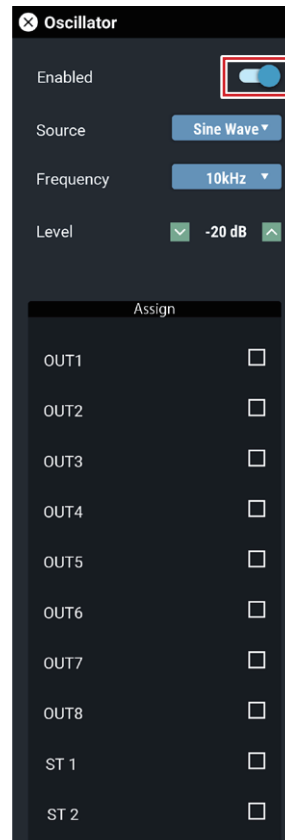 Oscillator
Enabled
Source Sine Wave
Frequency 10kHz
Level -20 dB
Assign
OUT1
OUT2
OUT3
OUT4
OUT5
OUT6
OUT7
OUT8
ST 1
ST 2